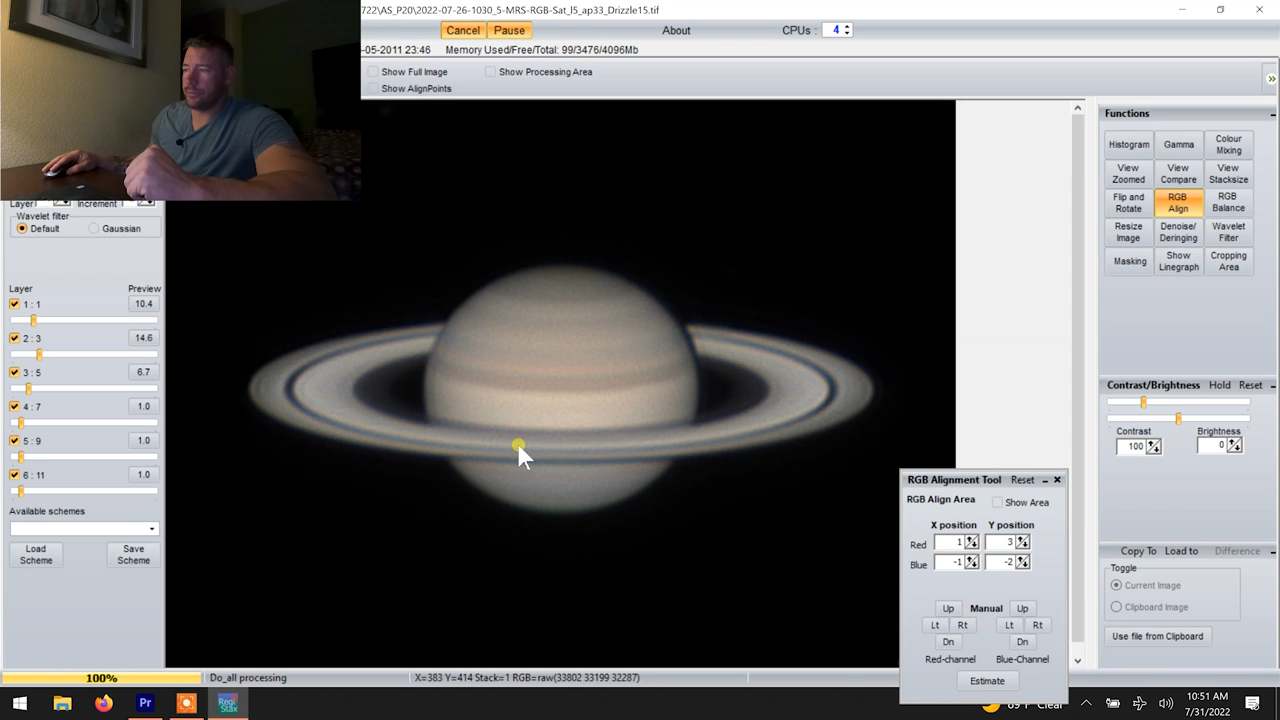 722\AS_P20\2022-07-26-1030_5-MRS-RGB-Sat_l5_ap33_Drizzle15.tif
Cancel Pause About CPUs: 4
-05-2011 23:46 Memory Used/Free/Total: 99/3476/4096Mb
Show Full Image Show Processing Area
Show AlignPoints
Functions
Histogram Gamma Colour Mixing
View Zoomed View Compare View Stacksize
Flip and Rotate RGB Align RGB Balance
Resize Image Denoise/ Deringing Wavelet Filter
Masking Show Linegraph Cropping Area
Layer Increment
Wavelet filter
Default Gaussian
Layer Preview
1 : 1 10.4
2 : 3 14.6
3 : 5 6.7
4 : 7 1.0
5 : 9 1.0
6 : 11 1.0
Available schemes
Load Scheme Save Scheme
Contrast/Brightness Hold Reset
Contrast Brightness
100 0
RGB Alignment Tool Reset
RGB Align Area Show Area
X position Y position
Red 1 3
Blue -1 -2
Up Manual Up
Lt Rt Lt Rt
Dn Dn
Red-channel Blue-Channel
Estimate
Copy To Load to Difference
Toggle
Current Image
Clipboard Image
Use file from Clipboard
100% Do_all processing X=383 Y=414 Stack=1 RGB=raw(33802 33199 32287)
Pr
Clear
10:51 AM
7/31/2022